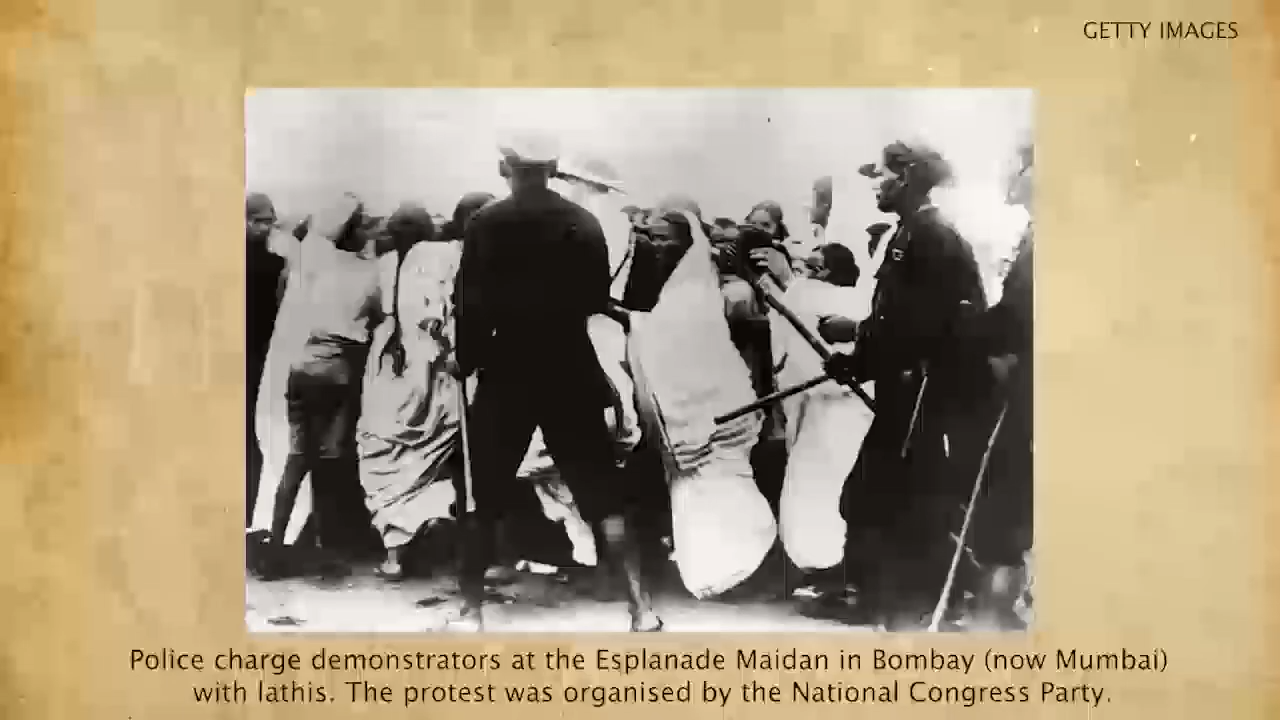 GETTY IMAGES
Police charge demonstrators at the Esplanade Maidan in Bombay (now Mumbai)
with lathis. The protest was organised by the National Congress Party.